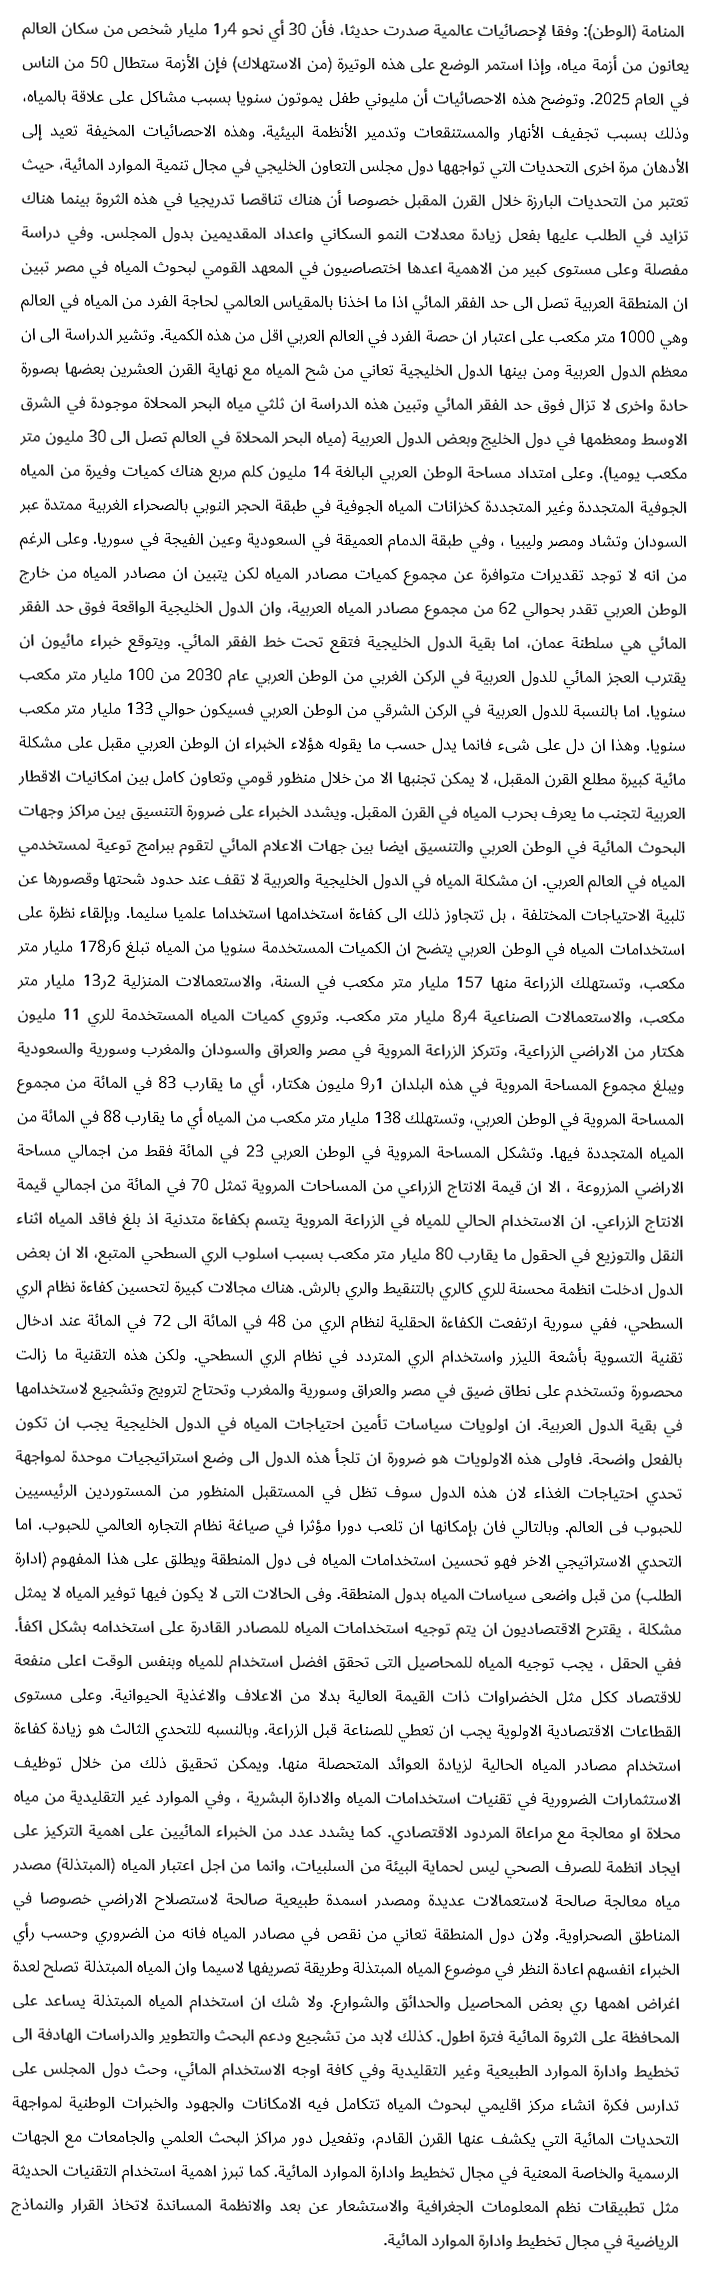 المنامة (الوطن): وفقا لإحصائيات عالمية صدرت حديثا، فأن 30 أي نحو 4ر1 مليار شخص من سكان العالم
يعانون من أزمة مياه، وإذا استمر الوضع على هذه الوتيرة (من الاستهلاك) فإن الأزمة ستطال 50 من الناس
في العام 2025. وتوضح هذه الاحصائيات أن مليوني طفل يموتون سنويا بسبب مشاكل على علاقة بالمياه،
وذلك بسبب تجفيف الأنهار والمستنقعات وتدمير الأنظمة البيئية. وهذه الاحصائيات المخيفة تعيد إلى
الأذهان مرة اخرى التحديات التي تواجهها دول مجلس التعاون الخليجي في مجال تنمية الموارد المائية، حيث
تعتبر من التحديات البارزة خلال القرن المقبل خصوصا أن هناك تناقصا تدريجيا في هذه الثروة بينما هناك
تزايد في الطلب عليها بفعل زيادة معدلات النمو السكاني واعداد المقديمين بدول المجلس. وفي دراسة
مفصلة وعلى مستوى كبير من الاهمية اعدها اختصاصيون في المعهد القومي لبحوث المياه في مصر تبين
ان المنطقة العربية تصل الى حد الفقر المائي اذا ما اخذنا بالمقياس العالمي لحاجة الفرد من المياه في العالم
وهي 1000 متر مكعب على اعتبار ان حصة الفرد في العالم العربي اقل من هذه الكمية. وتشير الدراسة الى ان
معظم الدول العربية ومن بينها الدول الخليجية تعاني من شح المياه مع نهاية القرن العشرين بعضها بصورة
حادة واخرى لا تزال فوق حد الفقر المائي وتبين هذه الدراسة ان ثلثي مياه البحر المحلاة موجودة في الشرق
الاوسط ومعظمها في دول الخليج وبعض الدول العربية (مياه البحر المحلاة في العالم تصل الى 30 مليون متر
مكعب يوميا). وعلى امتداد مساحة الوطن العربي البالغة 14 مليون كلم مربع هناك كميات وفيرة من المياه
الجوفية المتجددة وغير المتجددة كخزانات المياه الجوفية في طبقة الحجر النوبي بالصحراء الغربية ممتدة عبر
السودان وتشاد ومصر وليبيا ، وفي طبقة الدمام العميقة في السعودية وعين الفيجة في سوريا. وعلى الرغم
من انه لا توجد تقديرات متوافرة عن مجموع كميات مصادر المياه لكن يتبين ان مصادر المياه من خارج
الوطن العربي تقدر بحوالي 62 من مجموع مصادر المياه العربية، وان الدول الخليجية الواقعة فوق حد الفقر
المائي هي سلطنة عمان، اما بقية الدول الخليجية فتقع تحت خط الفقر المائي. ويتوقع خبراء مائيون ان
يقترب العجز المائي للدول العربية في الركن الغربي من الوطن العربي عام 2030 من 100 مليار متر مكعب
سنويا. اما بالنسبة للدول العربية في الركن الشرقي من الوطن العربي فسيكون حوالي 133 مليار متر مكعب
سنويا. وهذا ان دل على شىء فانما يدل حسب ما يقوله هؤلاء الخبراء ان الوطن العربي مقبل على مشكلة
مائية كبيرة مطلع القرن المقبل، لا يمكن تجنبها الا من خلال منظور قومي وتعاون كامل بين امكانيات الاقطار
العربية لتجنب ما يعرف بحرب المياه في القرن المقبل. ويشدد الخبراء على ضرورة التنسيق بين مراكز وجهات
البحوث المائية في الوطن العربي والتنسيق ايضا بين جهات الاعلام المائي لتقوم ببرامج توعية لمستخدمي
المياه في العالم العربي. ان مشكلة المياه في الدول الخليجية والعربية لا تقف عند حدود شحتها وقصورها عن
تلبية الاحتياجات المختلفة ، بل تتجاوز ذلك الى كفاءة استخدامها استخداما علميا سليما. وبإلقاء نظرة على
استخدامات المياه في الوطن العربي يتضح ان الكميات المستخدمة سنويا من المياه تبلغ 6ر178 مليار متر
مكعب، وتستهلك الزراعة منها 157 مليار متر مكعب في السنة، والاستعمالات المنزلية 2ر13 مليار متر
مكعب، والاستعمالات الصناعية 4ر8 مليار متر مكعب. وتروي كميات المياه المستخدمة للري 11 مليون
هكتار من الاراضي الزراعية، وتتركز الزراعة المروية في مصر والعراق والسودان والمغرب وسورية والسعودية
ويبلغ مجموع المساحة المروية في هذه البلدان 1ر9 مليون هكتار، أي ما يقارب 83 في المائة من مجموع
المساحة المروية في الوطن العربي، وتستهلك 138 مليار متر مكعب من المياه أي ما يقارب 88 في المائة من
المياه المتجددة فيها. وتشكل المساحة المروية في الوطن العربي 23 في المائة فقط من اجمالي مساحة
الاراضي المزروعة ، الا ان قيمة الانتاج الزراعي من المساحات المروية تمثل 70 في المائة من اجمالي قيمة
الانتاج الزراعي. ان الاستخدام الحالي للمياه في الزراعة المروية يتسم بكفاءة متدنية اذ بلغ فاقد المياه اثناء
النقل والتوزيع في الحقول ما يقارب 80 مليار متر مكعب بسبب اسلوب الري السطحي المتبع، الا ان بعض
الدول ادخلت انظمة محسنة للري كالري بالتنقيط والري بالرش. هناك مجالات كبيرة لتحسين كفاءة نظام الري
السطحي، ففي سورية ارتفعت الكفاءة الحقلية لنظام الري من 48 في المائة الى 72 في المائة عند ادخال
تقنية التسوية بأشعة الليزر واستخدام الري المتردد في نظام الري السطحي. ولكن هذه التقنية ما زالت
محصورة وتستخدم على نطاق ضيق في مصر والعراق وسورية والمغرب وتحتاج لترويج وتشجيع لاستخدامها
في بقية الدول العربية. ان اولويات سياسات تأمين احتياجات المياه في الدول الخليجية يجب ان تكون
بالفعل واضحة. فاولى هذه الاولويات هو ضرورة ان تلجأ هذه الدول الى وضع استراتيجيات موحدة لمواجهة
تحدي احتياجات الغذاء لان هذه الدول سوف تظل في المستقبل المنظور من المستوردين الرئيسيين
للحبوب فى العالم. وبالتالي فان بإمكانها ان تلعب دورا مؤثرا في صياغة نظام التجاره العالمي للحبوب. اما
التحدي الاستراتيجي الاخر فهو تحسين استخدامات المياه فى دول المنطقة ويطلق على هذا المفهوم (ادارة
الطلب) من قبل واضعى سياسات المياه بدول المنطقة. وفى الحالات التى لا يكون فيها توفير المياه لا يمثل
مشكلة ، يقترح الاقتصاديون ان يتم توجيه استخدامات المياه للمصادر القادرة على استخدامه بشكل اكفأ.
ففي الحقل ، يجب توجيه المياه للمحاصيل التى تحقق افضل استخدام للمياه وبنفس الوقت اعلى منفعة
للاقتصاد ككل مثل الخضراوات ذات القيمة العالية بدلا من الاعلاف والاغذية الحيوانية. وعلى مستوى
القطاعات الاقتصادية الاولوية يجب ان تعطي للصناعة قبل الزراعة. وبالنسبه للتحدي الثالث هو زيادة كفاءة
استخدام مصادر المياه الحالية لزيادة العوائد المتحصلة منها. ويمكن تحقيق ذلك من خلال توظيف
الاستثمارات الضرورية في تقنيات استخدامات المياه والادارة البشرية ، وفي الموارد غير التقليدية من مياه
محلاة او معالجة مع مراعاة المردود الاقتصادي. كما يشدد عدد من الخبراء المائيين على اهمية التركيز على
ايجاد انظمة للصرف الصحي ليس لحماية البيئة من السلبيات، وانما من اجل اعتبار المياه (المبتذلة) مصدر
مياه معالجة صالحة لاستعمالات عديدة ومصدر اسمدة طبيعية صالحة لاستصلاح الاراضي خصوصا في
المناطق الصحراوية. ولان دول المنطقة تعاني من نقص في مصادر المياه فانه من الضروري وحسب رأي
الخبراء انفسهم اعادة النظر في موضوع المياه المبتذلة وطريقة تصريفها لاسيما وان المياه المبتذلة تصلح لعدة
اغراض اهمها ري بعض المحاصيل والحدائق والشوارع. ولا شك ان استخدام المياه المبتذلة يساعد على
المحافظة على الثروة المائية فترة اطول. كذلك لابد من تشجيع ودعم البحث والتطوير والدراسات الهادفة الى
تخطيط وادارة الموارد الطبيعية وغير التقليدية وفي كافة اوجه الاستخدام المائي، وحث دول المجلس على
تدارس فكرة انشاء مركز اقليمي لبحوث المياه تتكامل فيه الامكانات والجهود والخبرات الوطنية لمواجهة
التحديات المائية التي يكشف عنها القرن القادم، وتفعيل دور مراكز البحث العلمي والجامعات مع الجهات
الرسمية والخاصة المعنية في مجال تخطيط وادارة الموارد المائية. كما تبرز اهمية استخدام التقنيات الحديثة
مثل تطبيقات نظم المعلومات الجغرافية والاستشعار عن بعد والانظمة المساندة لاتخاذ القرار والنماذج
الرياضية في مجال تخطيط وادارة الموارد المائية.